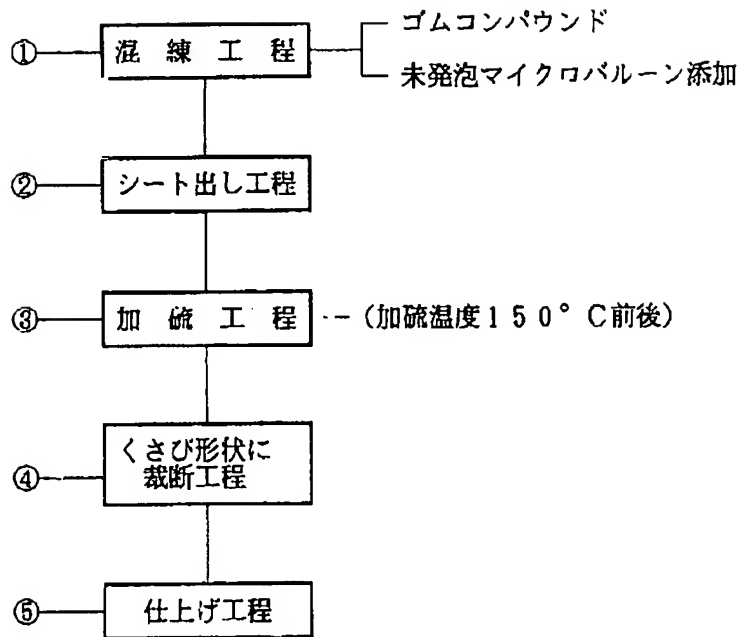 ① 混練工程
ゴムコンパウンド
未発泡マイクロバルーン添加
② シート出し工程
③ 加硫工程 (加硫温度150°C前後)
④ くさび形状に
裁断工程
⑤ 仕上げ工程